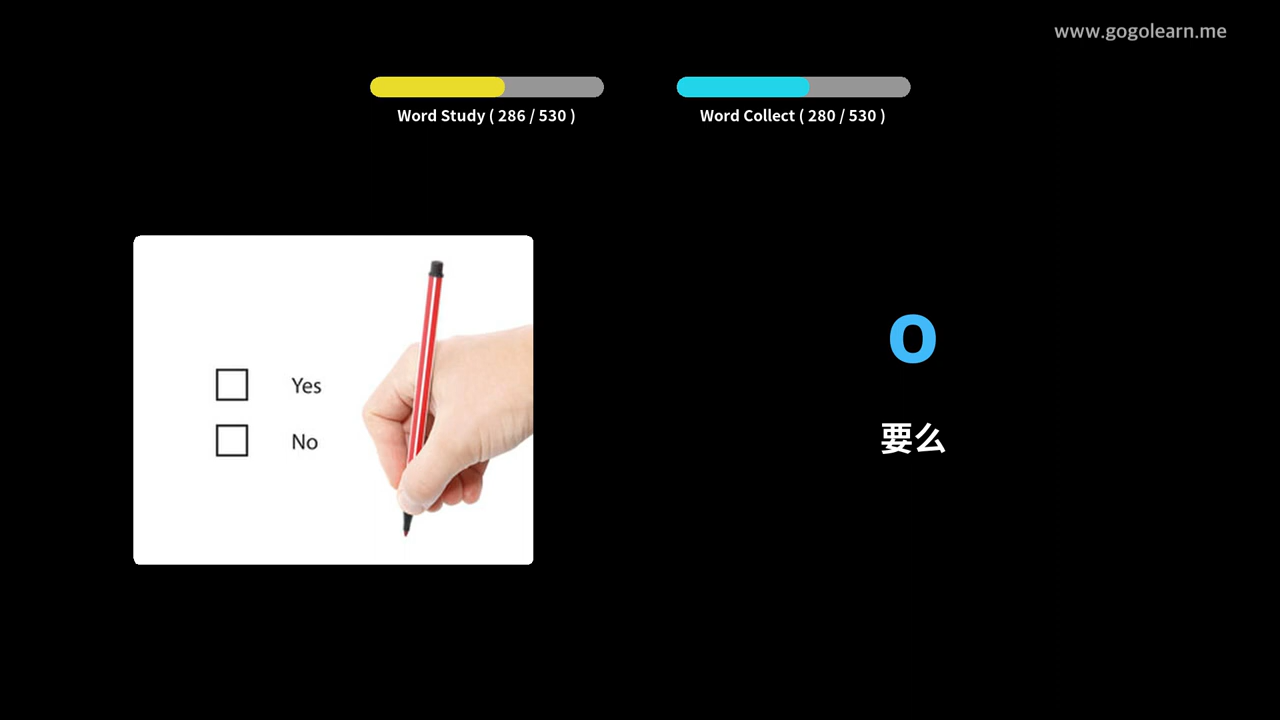 www.gogolearn.me
Word Study ( 286 / 530 )
Word Collect ( 280 / 530 )
Yes
No
o
要么